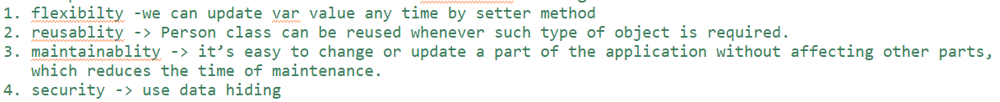 1. flexibilty -we can update var value any time by setter method
2. reusablity -> Person class can be reused whenever such type of object is required.
3. maintainablity -> it’s easy to change or update a part of the application without affecting other parts,
which reduces the time of maintenance.
4. security -> use data hiding